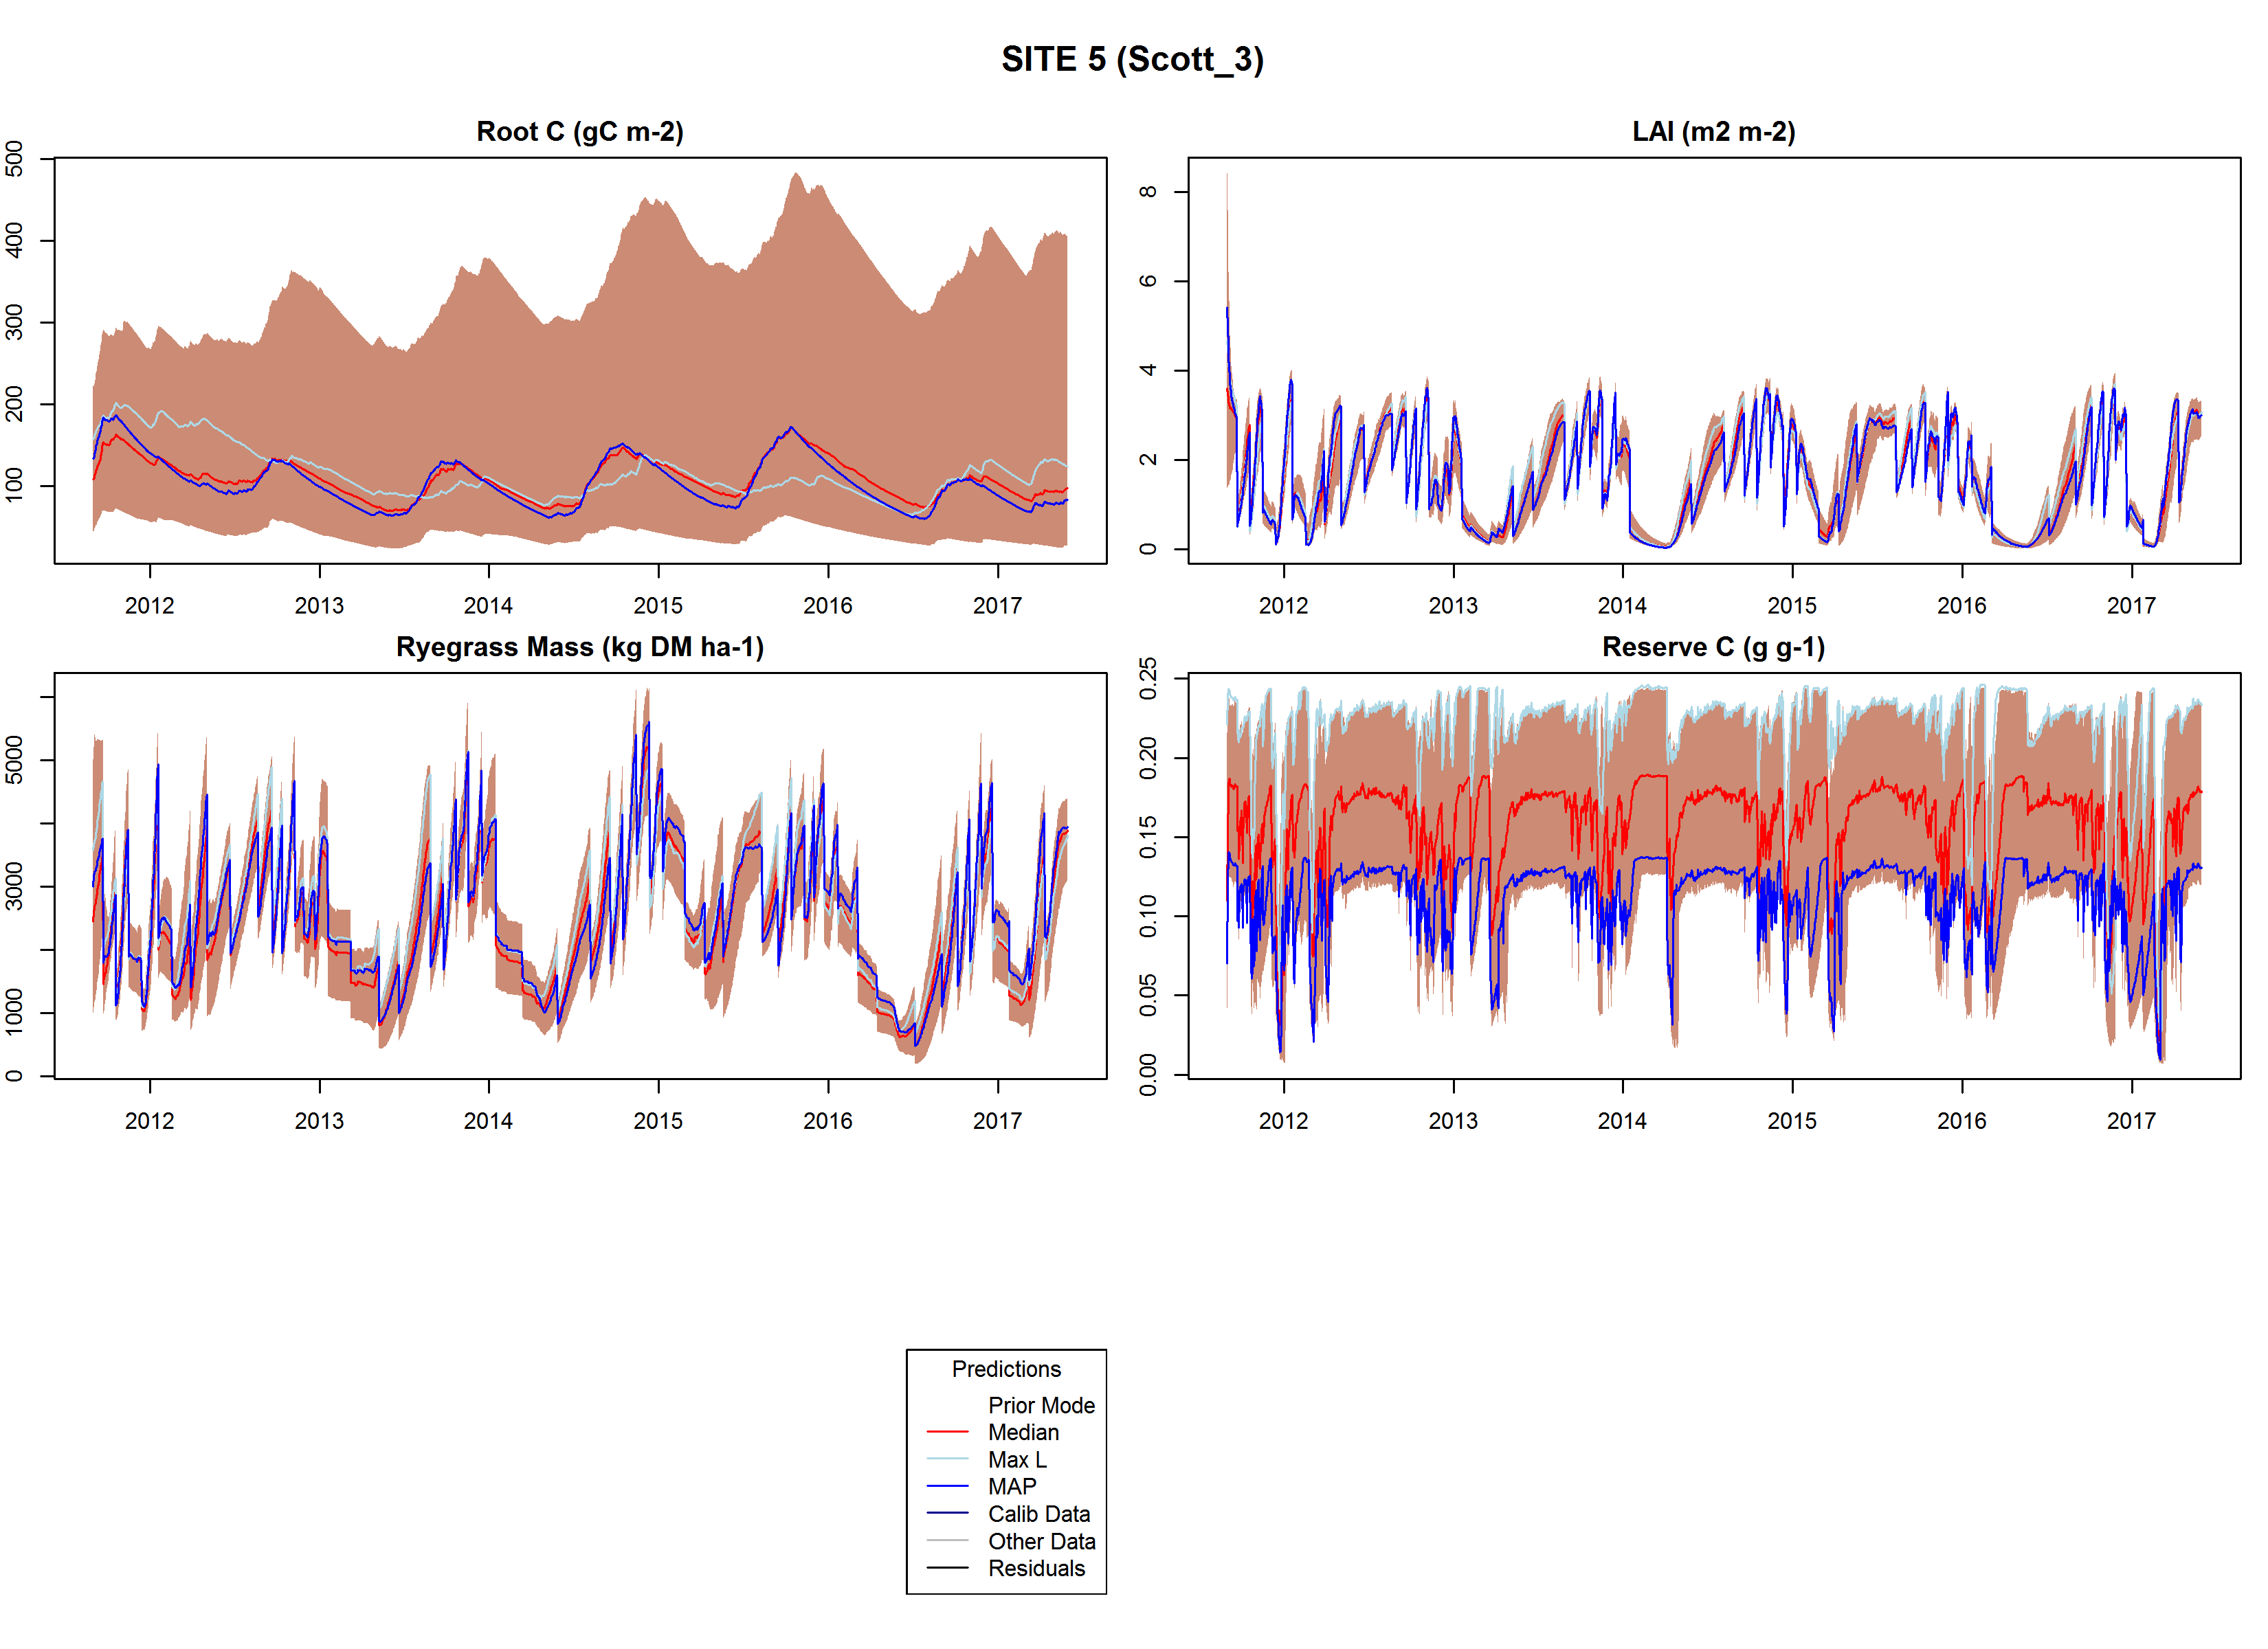 SITE 5 (Scott_3)
Root C (gC m-2)
500
400
300
200
100
2012 2013 2014 2015 2016 2017
LAI (m2 m-2)
8
6
4
2
0
2012 2013 2014 2015 2016 2017
Ryegrass Mass (kg DM ha-1)
5000
3000
1000
0
2012 2013 2014 2015 2016 2017
Reserve C (g g-1)
0.25
0.20
0.15
0.10
0.05
0.00
2012 2013 2014 2015 2016 2017
Predictions
Prior Mode
Median
Max L
MAP
Calib Data
Other Data
Residuals